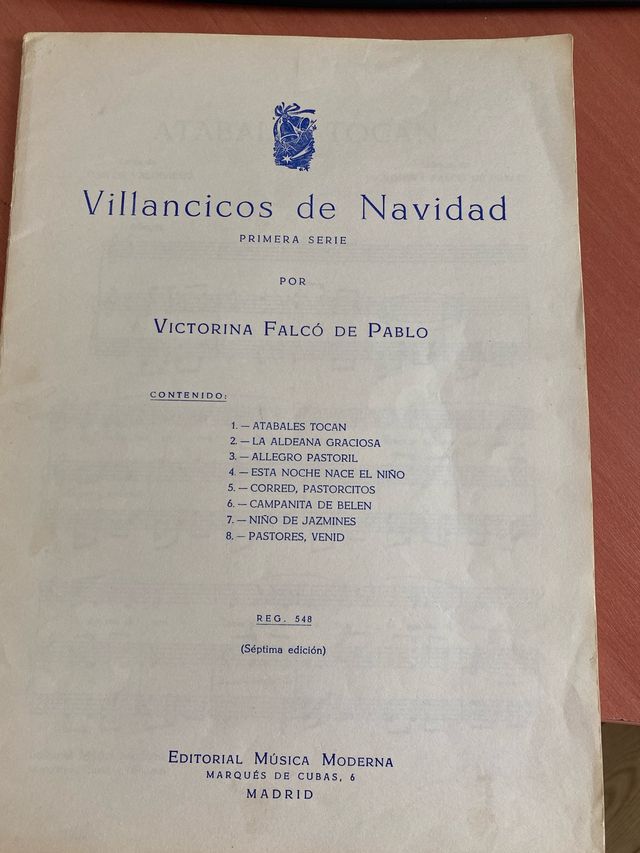 Villancicos de Navidad
PRIMERA SERIE
POR
VICTORINA FALCÓ DE PABLO
CONTENIDO:
1. — ATABALES TOCAN
2. — LA ALDEANA GRACIOSA
3. — ALLEGRO PASTORIL
4. — ESTA NOCHE NACE EL NIÑO
5. — CORRED, PASTORCITOS
6. — CAMPANITA DE BELEN
7. — NIÑO DE JAZMINES
8. — PASTORES, VENID
REG. 548
(Séptima edición)
EDITORIAL MÚSICA MODERNA
MARQUÉS DE CUBAS, 6
MADRID